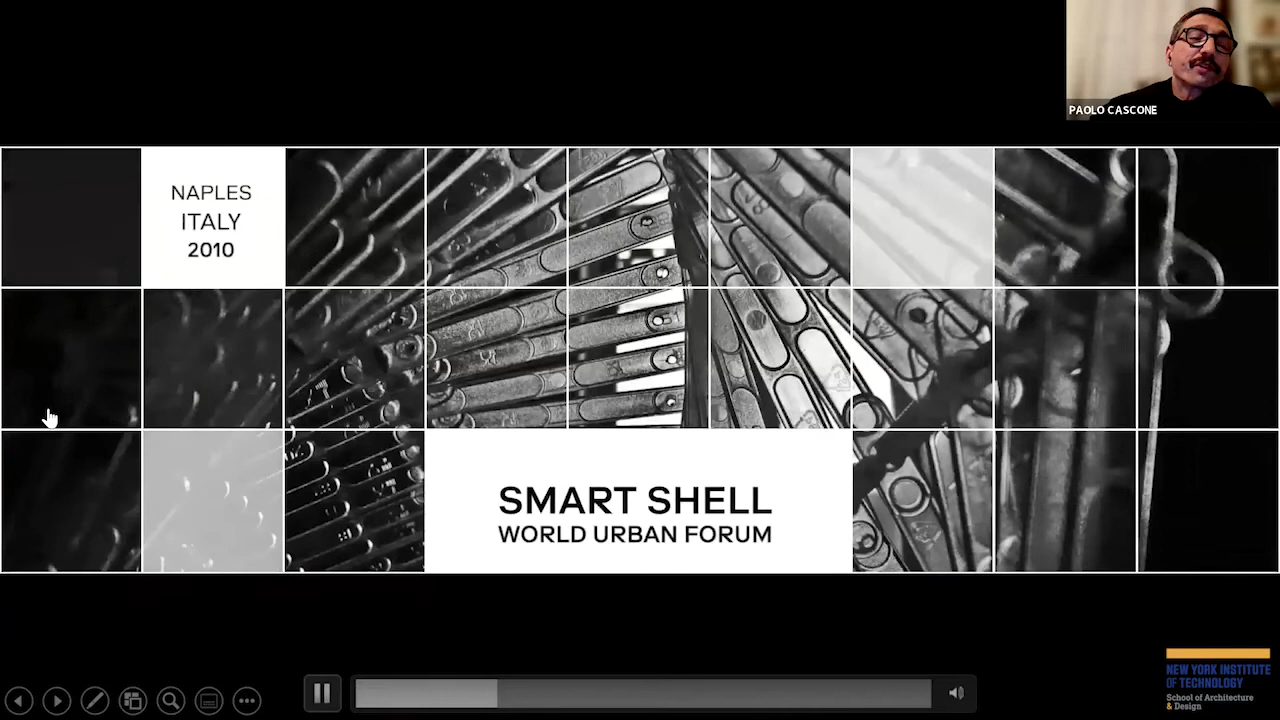 PAOLO CASCONE
NAPLES
ITALY
2010
SMART SHELL
WORLD URBAN FORUM
NEW YORK INSTITUTE
OF TECHNOLOGY
School of Architecture
& Design